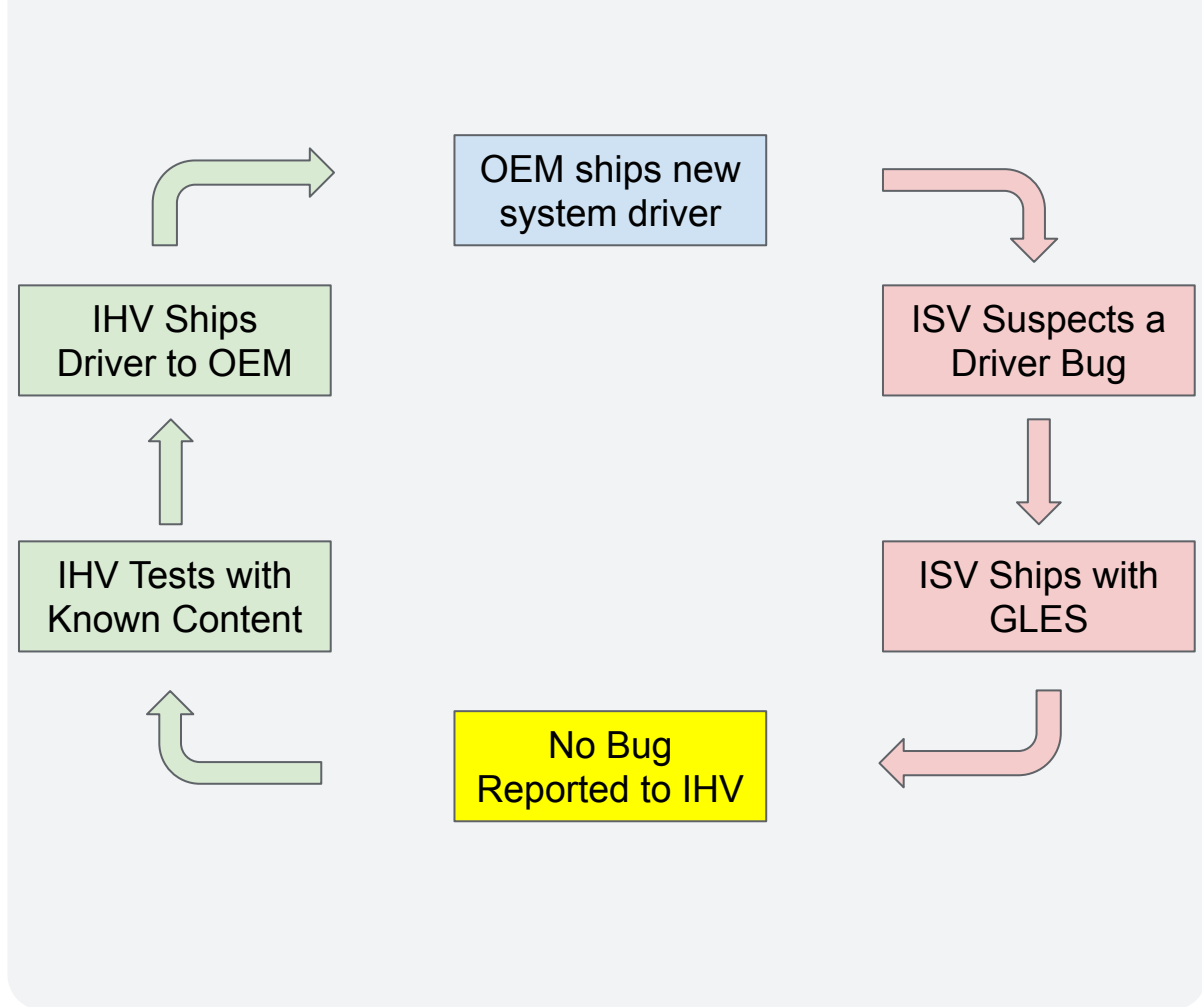 OEM ships new
system driver
IHV Ships
Driver to OEM
ISV Suspects a
Driver Bug
IHV Tests with
Known Content
ISV Ships with
GLES
No Bug
Reported to IHV